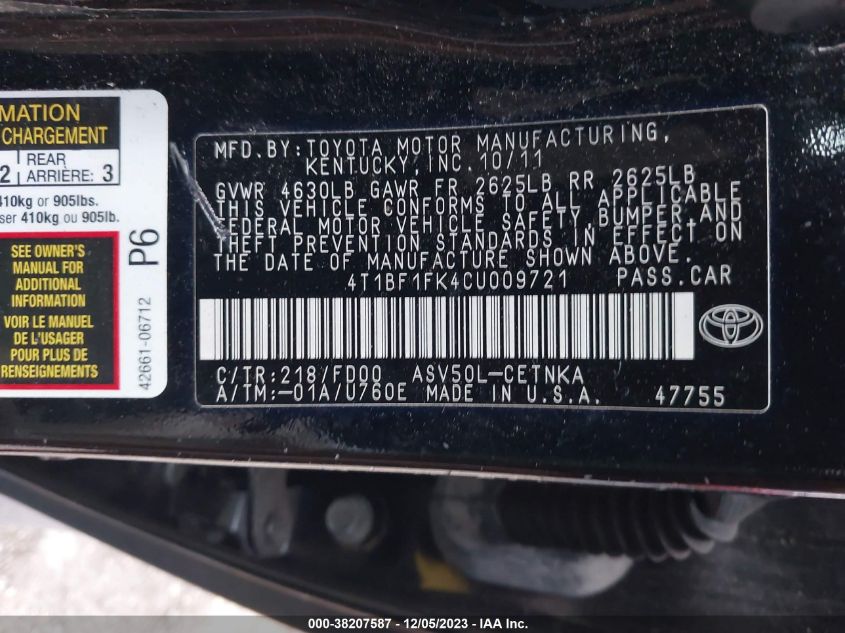 MATION
CHARGEMENT
2 REAR
ARRIÈRE: 3
410kg or 905lbs.
ser 410kg ou 905lb.
SEE OWNER'S
MANUAL FOR
ADDITIONAL
INFORMATION
VOIR LE MANUEL
DE L'USAGER
POUR PLUS DE
RENSEIGNEMENTS
P6
42661-06712
MFD.BY:TOYOTA MOTOR MANUFACTURING,
KENTUCKY,INC.10/11
GVWR 4630LB GAWR FR 2625LB RR 2625LB
THIS VEHICLE CONFORMS TO ALL APPLICABLE
FEDERAL MOTOR VEHICLE SAFETY,BUMPER,AND
THEFT PREVENTION STANDARDS IN EFFECT ON
THE DATE OF MANUFACTURE SHOWN ABOVE.
4T1BF1FK4CU009721 PASS.CAR
C/TR:218/FD00 ASV50L-CETNKA
A/TM:-01A/U760E MADE IN U.S.A. 47755
000-38207587 - 12/05/2023 - IAA Inc.